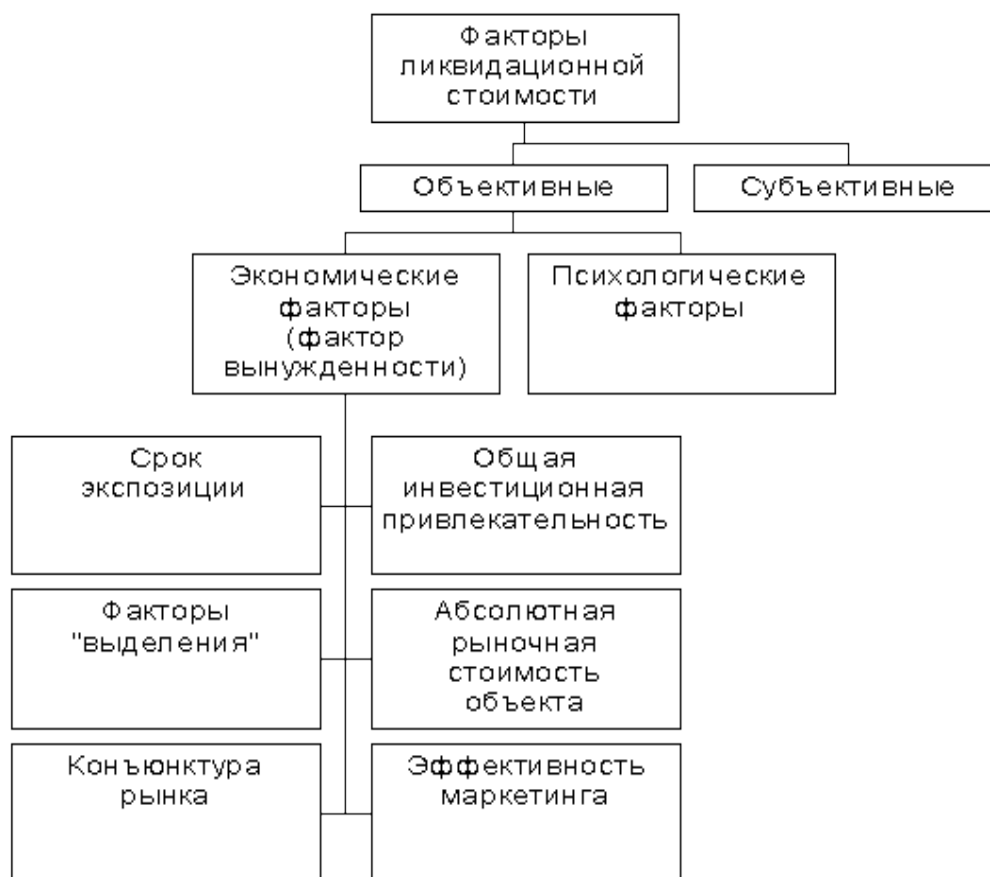 Факторы
ликвидационной
стоимости
Объективные
Субъективные
Экономические
факторы
(фактор
вынужденности)
Психологические
факторы
Срок
экспозиции
Общая
инвестиционная
привлекательность
Факторы
"выделения"
Абсолютная
рыночная
стоимость
объекта
Конъюнктура
рынка
Эффективность
маркетинга